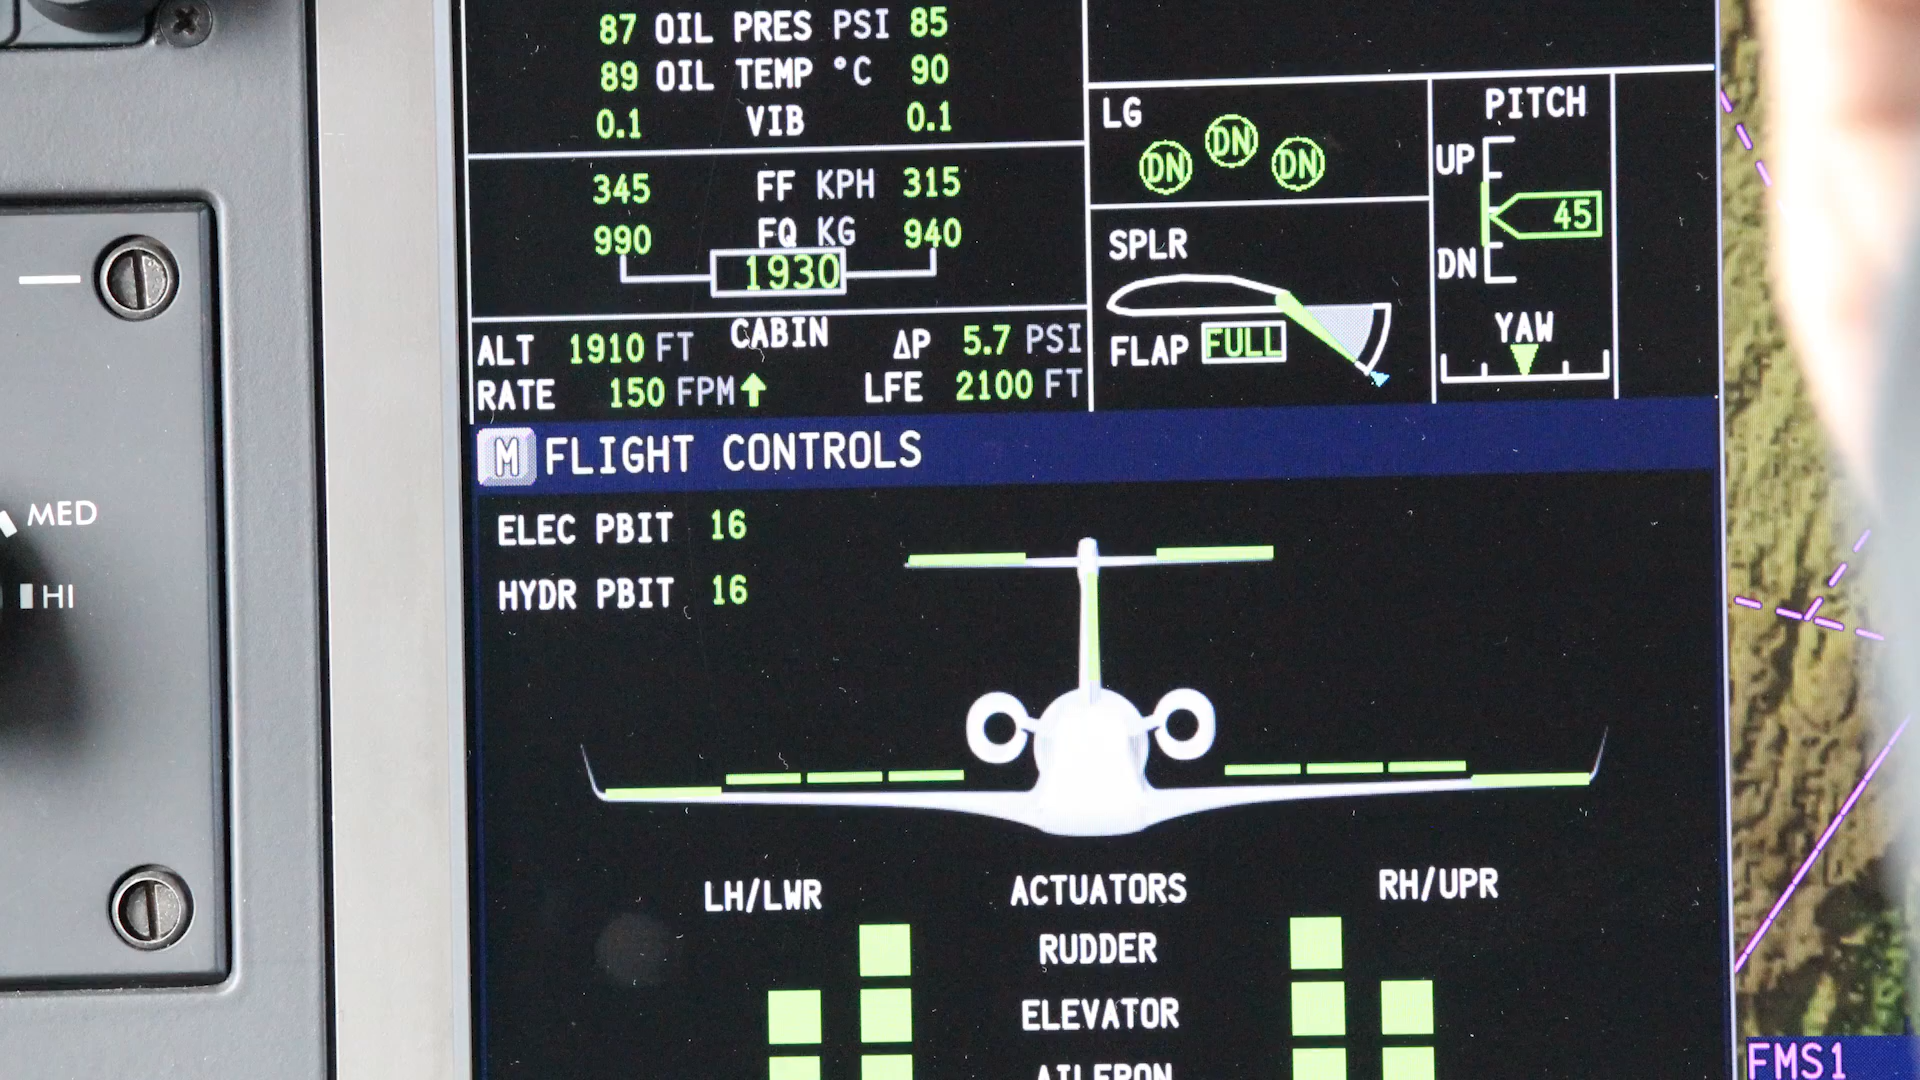 87 OIL PRES PSI 85
89 OIL TEMP °C 90
0.1 VIB 0.1
345 FF KPH 315
990 FQ KG 940
1930
CABIN
ALT 1910 FT ΔP 5.7 PSI
RATE 150 FPM LFE 2100 FT
LG
DN DN DN
SPLR
FLAP FULL
PITCH
UP
45
DN
YAW
M FLIGHT CONTROLS
ELEC PBIT 16
HYDR PBIT 16
LH/LWR ACTUATORS RH/UPR
RUDDER
ELEVATOR
AILERON
MED
HI
FMS1